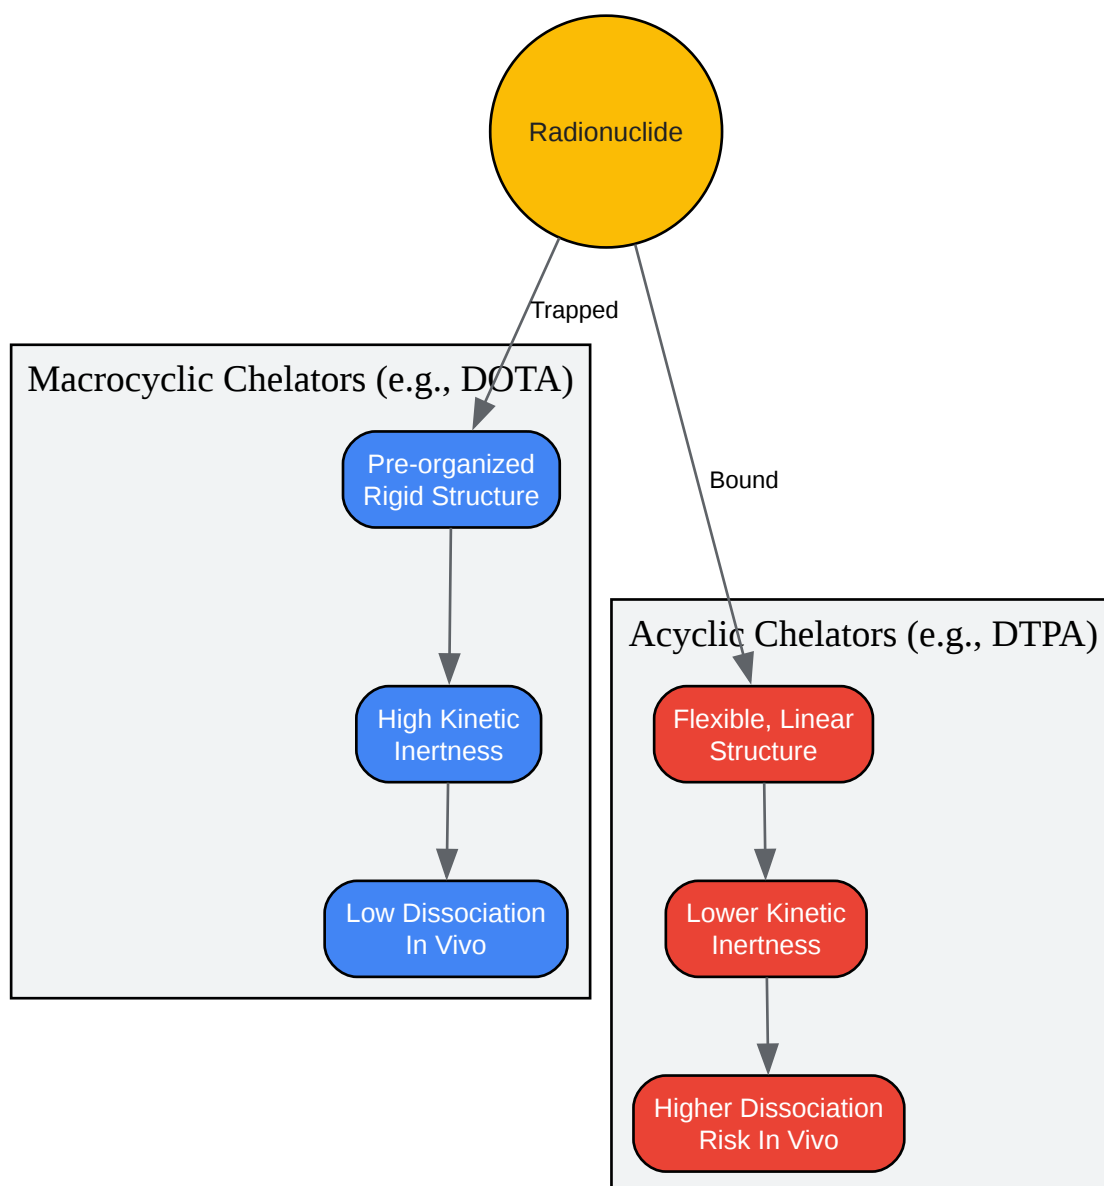 Radionuclide
Trapped
Macrocyclic Chelators (e.g., DOTA)
Pre-organized
Rigid Structure
Bound
High Kinetic
Inertness
Low Dissociation
In Vivo
Acyclic Chelators (e.g., DTPA)
Flexible, Linear
Structure
Lower Kinetic
Inertness
Higher Dissociation
Risk In Vivo